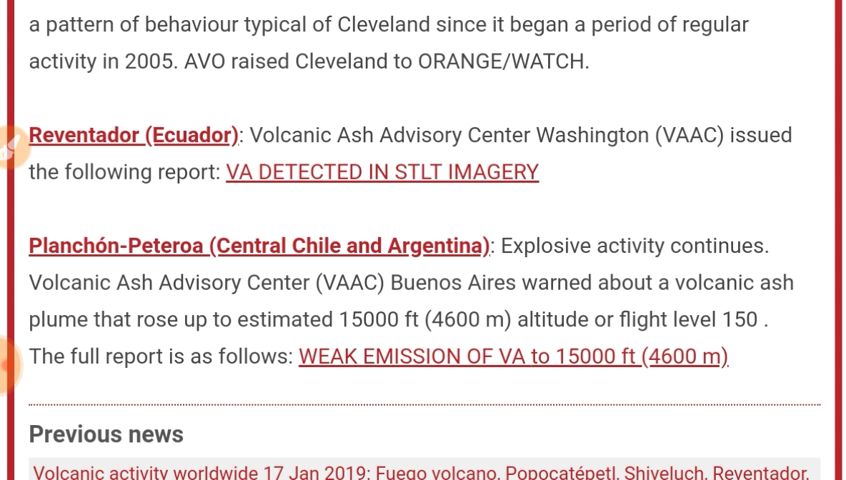 a pattern of behaviour typical of Cleveland since it began a period of regular
activity in 2005. AVO raised Cleveland to ORANGE/WATCH.
Reventador (Ecuador): Volcanic Ash Advisory Center Washington (VAAC) issued
the following report: VA DETECTED IN STLT IMAGERY
Planchón-Peteroa (Central Chile and Argentina): Explosive activity continues.
Volcanic Ash Advisory Center (VAAC) Buenos Aires warned about a volcanic ash
plume that rose up to estimated 15000 ft (4600 m) altitude or flight level 150 .
The full report is as follows: WEAK EMISSION OF VA to 15000 ft (4600 m)
Previous news
Volcanic activity worldwide 17 Jan 2019: Fuego volcano, Popocatépetl, Shiveluch, Reventador,